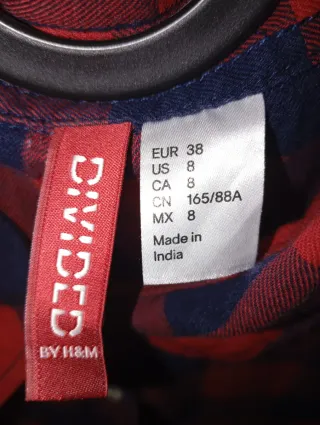 DIVIDED
BY H&M
EUR 38
US 8
CA 8
CN 165/88A
MX 8
Made in
India